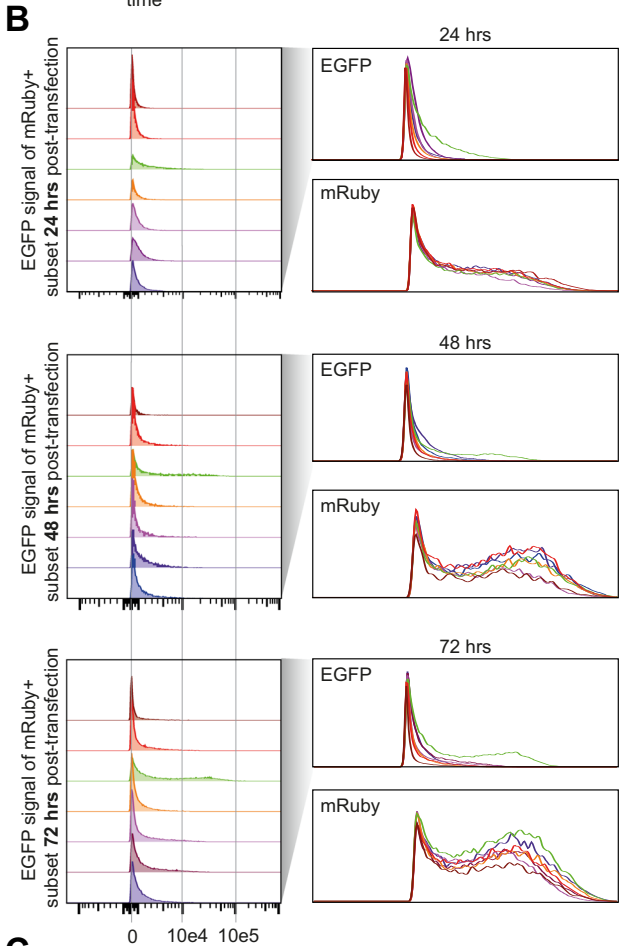 time
B
EGFP signal of mRuby+
subset 24 hrs post-transfection
24 hrs
EGFP
mRuby
EGFP signal of mRuby+
subset 48 hrs post-transfection
48 hrs
EGFP
mRuby
EGFP signal of mRuby+
subset 72 hrs post-transfection
72 hrs
EGFP
mRuby
0 10e4 10e5
C